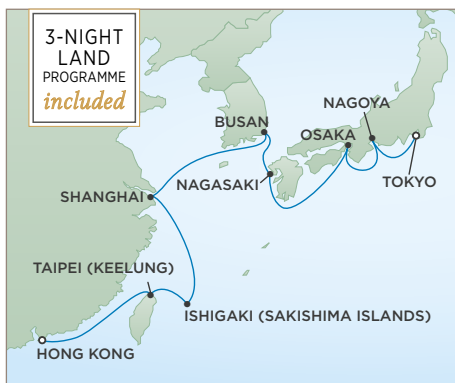 3-NIGHT
LAND
PROGRAMME
included
BUSAN
NAGOYA
OSAKA
NAGASAKI
TOKYO
SHANGHAI
TAIPEI (KEELUNG)
ISHIGAKI (SAKISHIMA ISLANDS)
HONG KONG